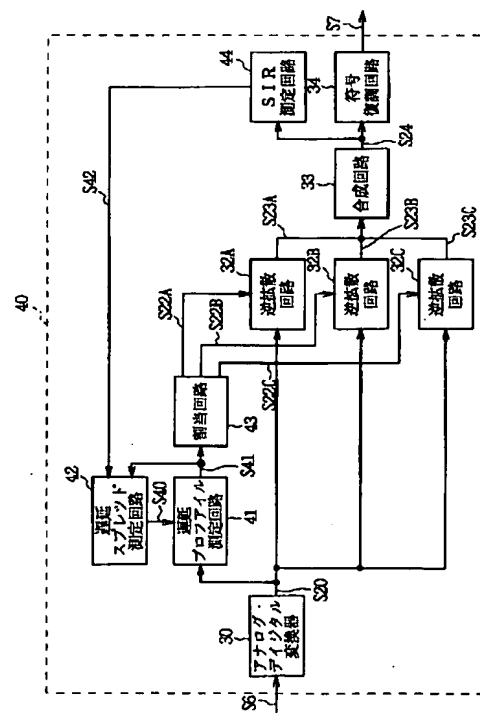 40
S42
42
遅延
スプレッド
測定回路
S40
遅延
プロファイル
測定回路
41
S41
割当回路
43
S22A
S22B
S22C
32A
逆拡散
回路
32B
逆拡散
回路
32C
逆拡散
回路
S23A
S23B
S23C
33
合成回路
S24
44
SIR
測定回路
34
符号
復調回路
S7
30
アナログ・
ディジタル
変換器
S6
S20